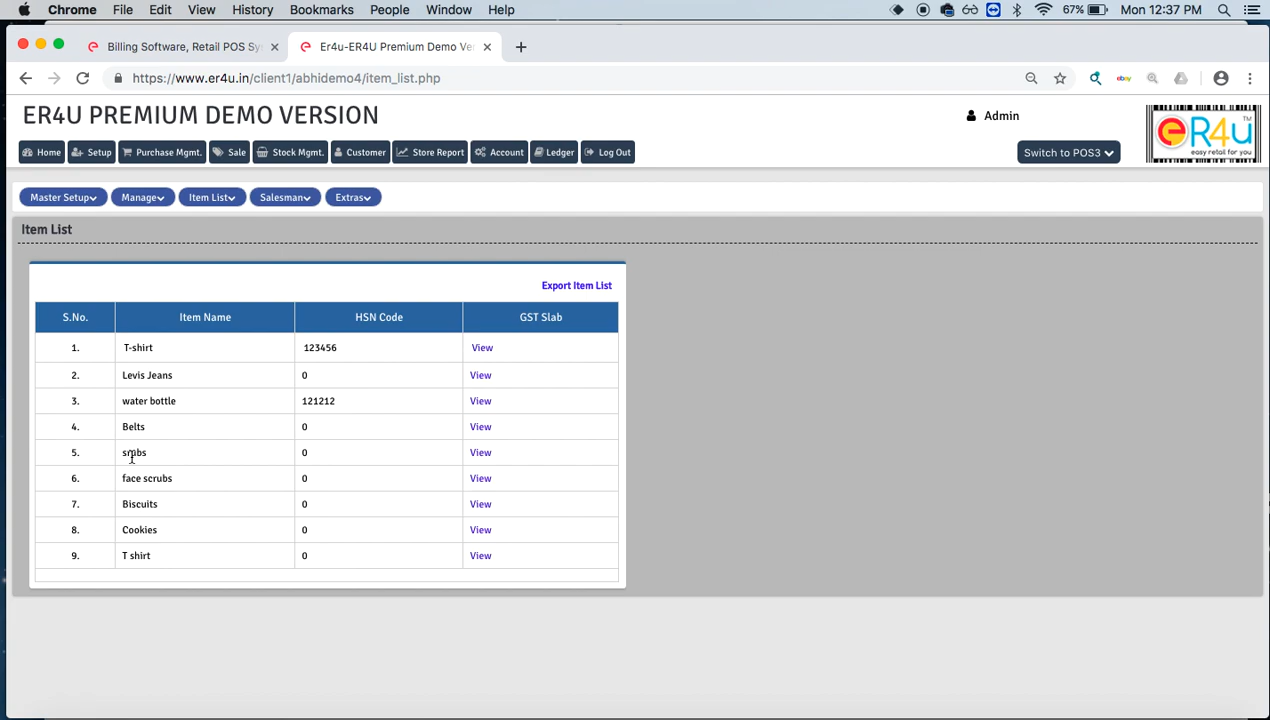 Chrome File Edit View History Bookmarks People Window Help 67% Mon 12:37 PM
Billing Software, Retail POS Sy Er4u-ER4U Premium Demo Ve
https://www.er4u.in/client1/abhidemo4/item_list.php
ER4U PREMIUM DEMO VERSION
Admin
eR4u TM
easy retail for you
Home Setup Purchase Mgmt. Sale Stock Mgmt. Customer Store Report Account Ledger Log Out Switch to POS3
Master Setup Manage Item List Salesman Extras
Item List
Export Item List
S.No. Item Name HSN Code GST Slab
1. T-shirt 123456 View
2. Levis Jeans 0 View
3. water bottle 121212 View
4. Belts 0 View
5. srubs 0 View
6. face scrubs 0 View
7. Biscuits 0 View
8. Cookies 0 View
9. T shirt 0 View